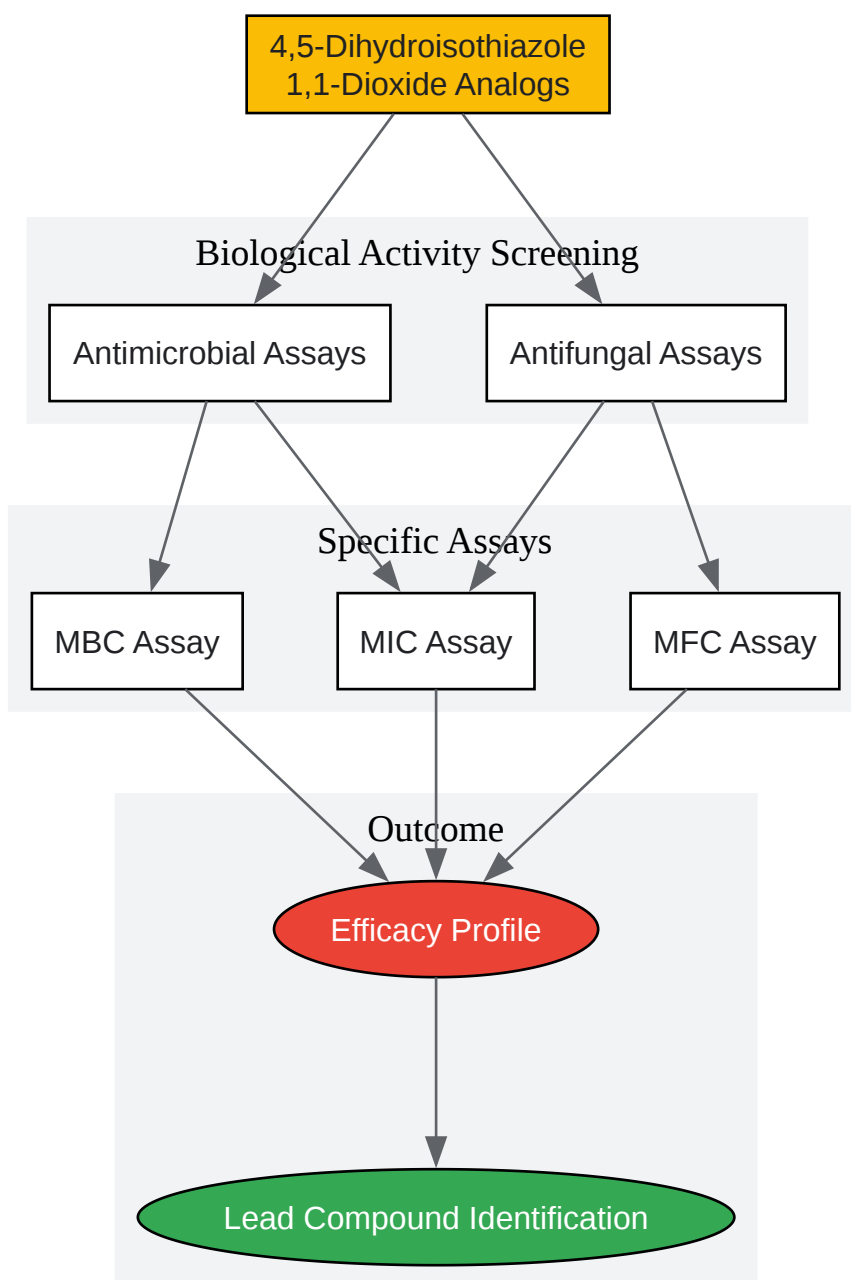 4,5-Dihydroisothiazole
1,1-Dioxide Analogs
Biological Activity Screening
Antimicrobial Assays
Antifungal Assays
Specific Assays
MBC Assay
MIC Assay
MFC Assay
Outcome
Efficacy Profile
Lead Compound Identification